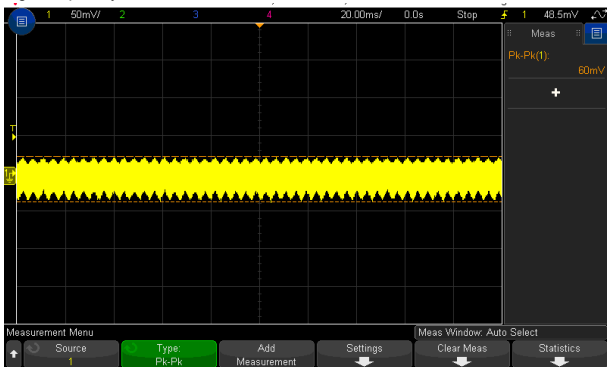 1 50mV/ 2 3 4 20.00ms/ 0.0s Stop 1 48.5mV
Meas
Pk-Pk(1):
60mV
+
T
1
Measurement Menu
Meas Window: Auto Select
Source
1
Type:
Pk-Pk
Add
Measurement
Settings
Clear Meas
Statistics